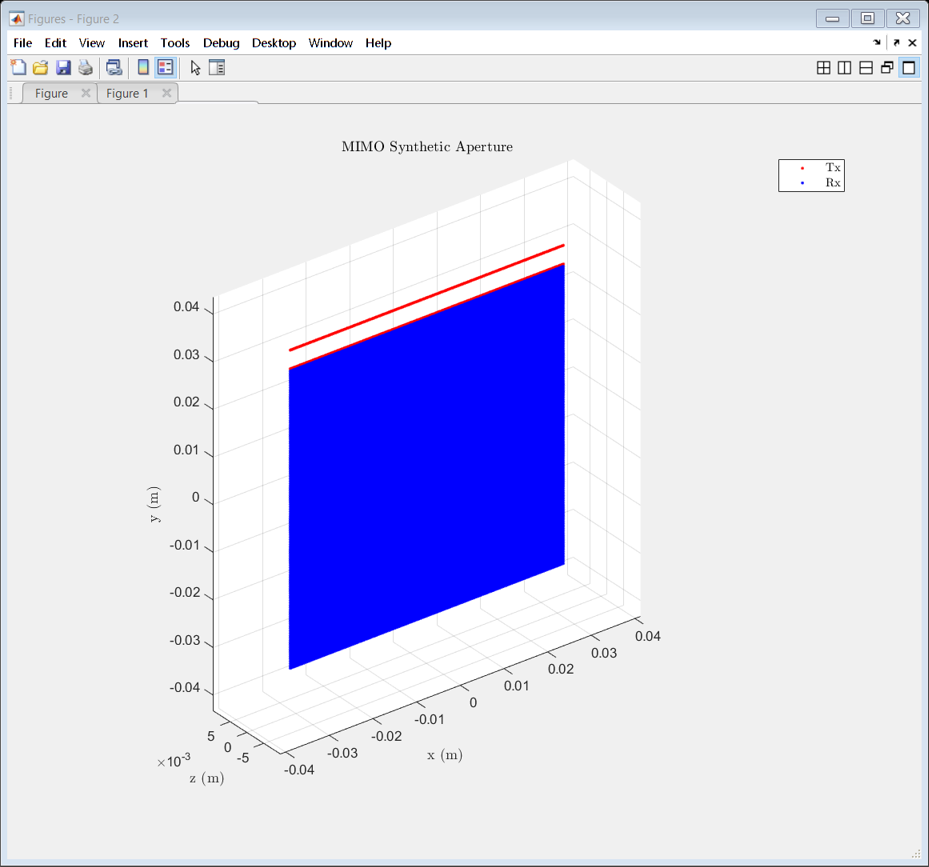 Figures - Figure 2
File Edit View Insert Tools Debug Desktop Window Help
Figure Figure 1
MIMO Synthetic Aperture
Tx
Rx
0.04
0.03
0.02
0.01
0
-0.01
-0.02
-0.03
-0.04
y (m)
5
0
-5
×10-3
z (m)
-0.04
-0.03
-0.02
-0.01
0
0.01
0.02
0.03
0.04
x (m)